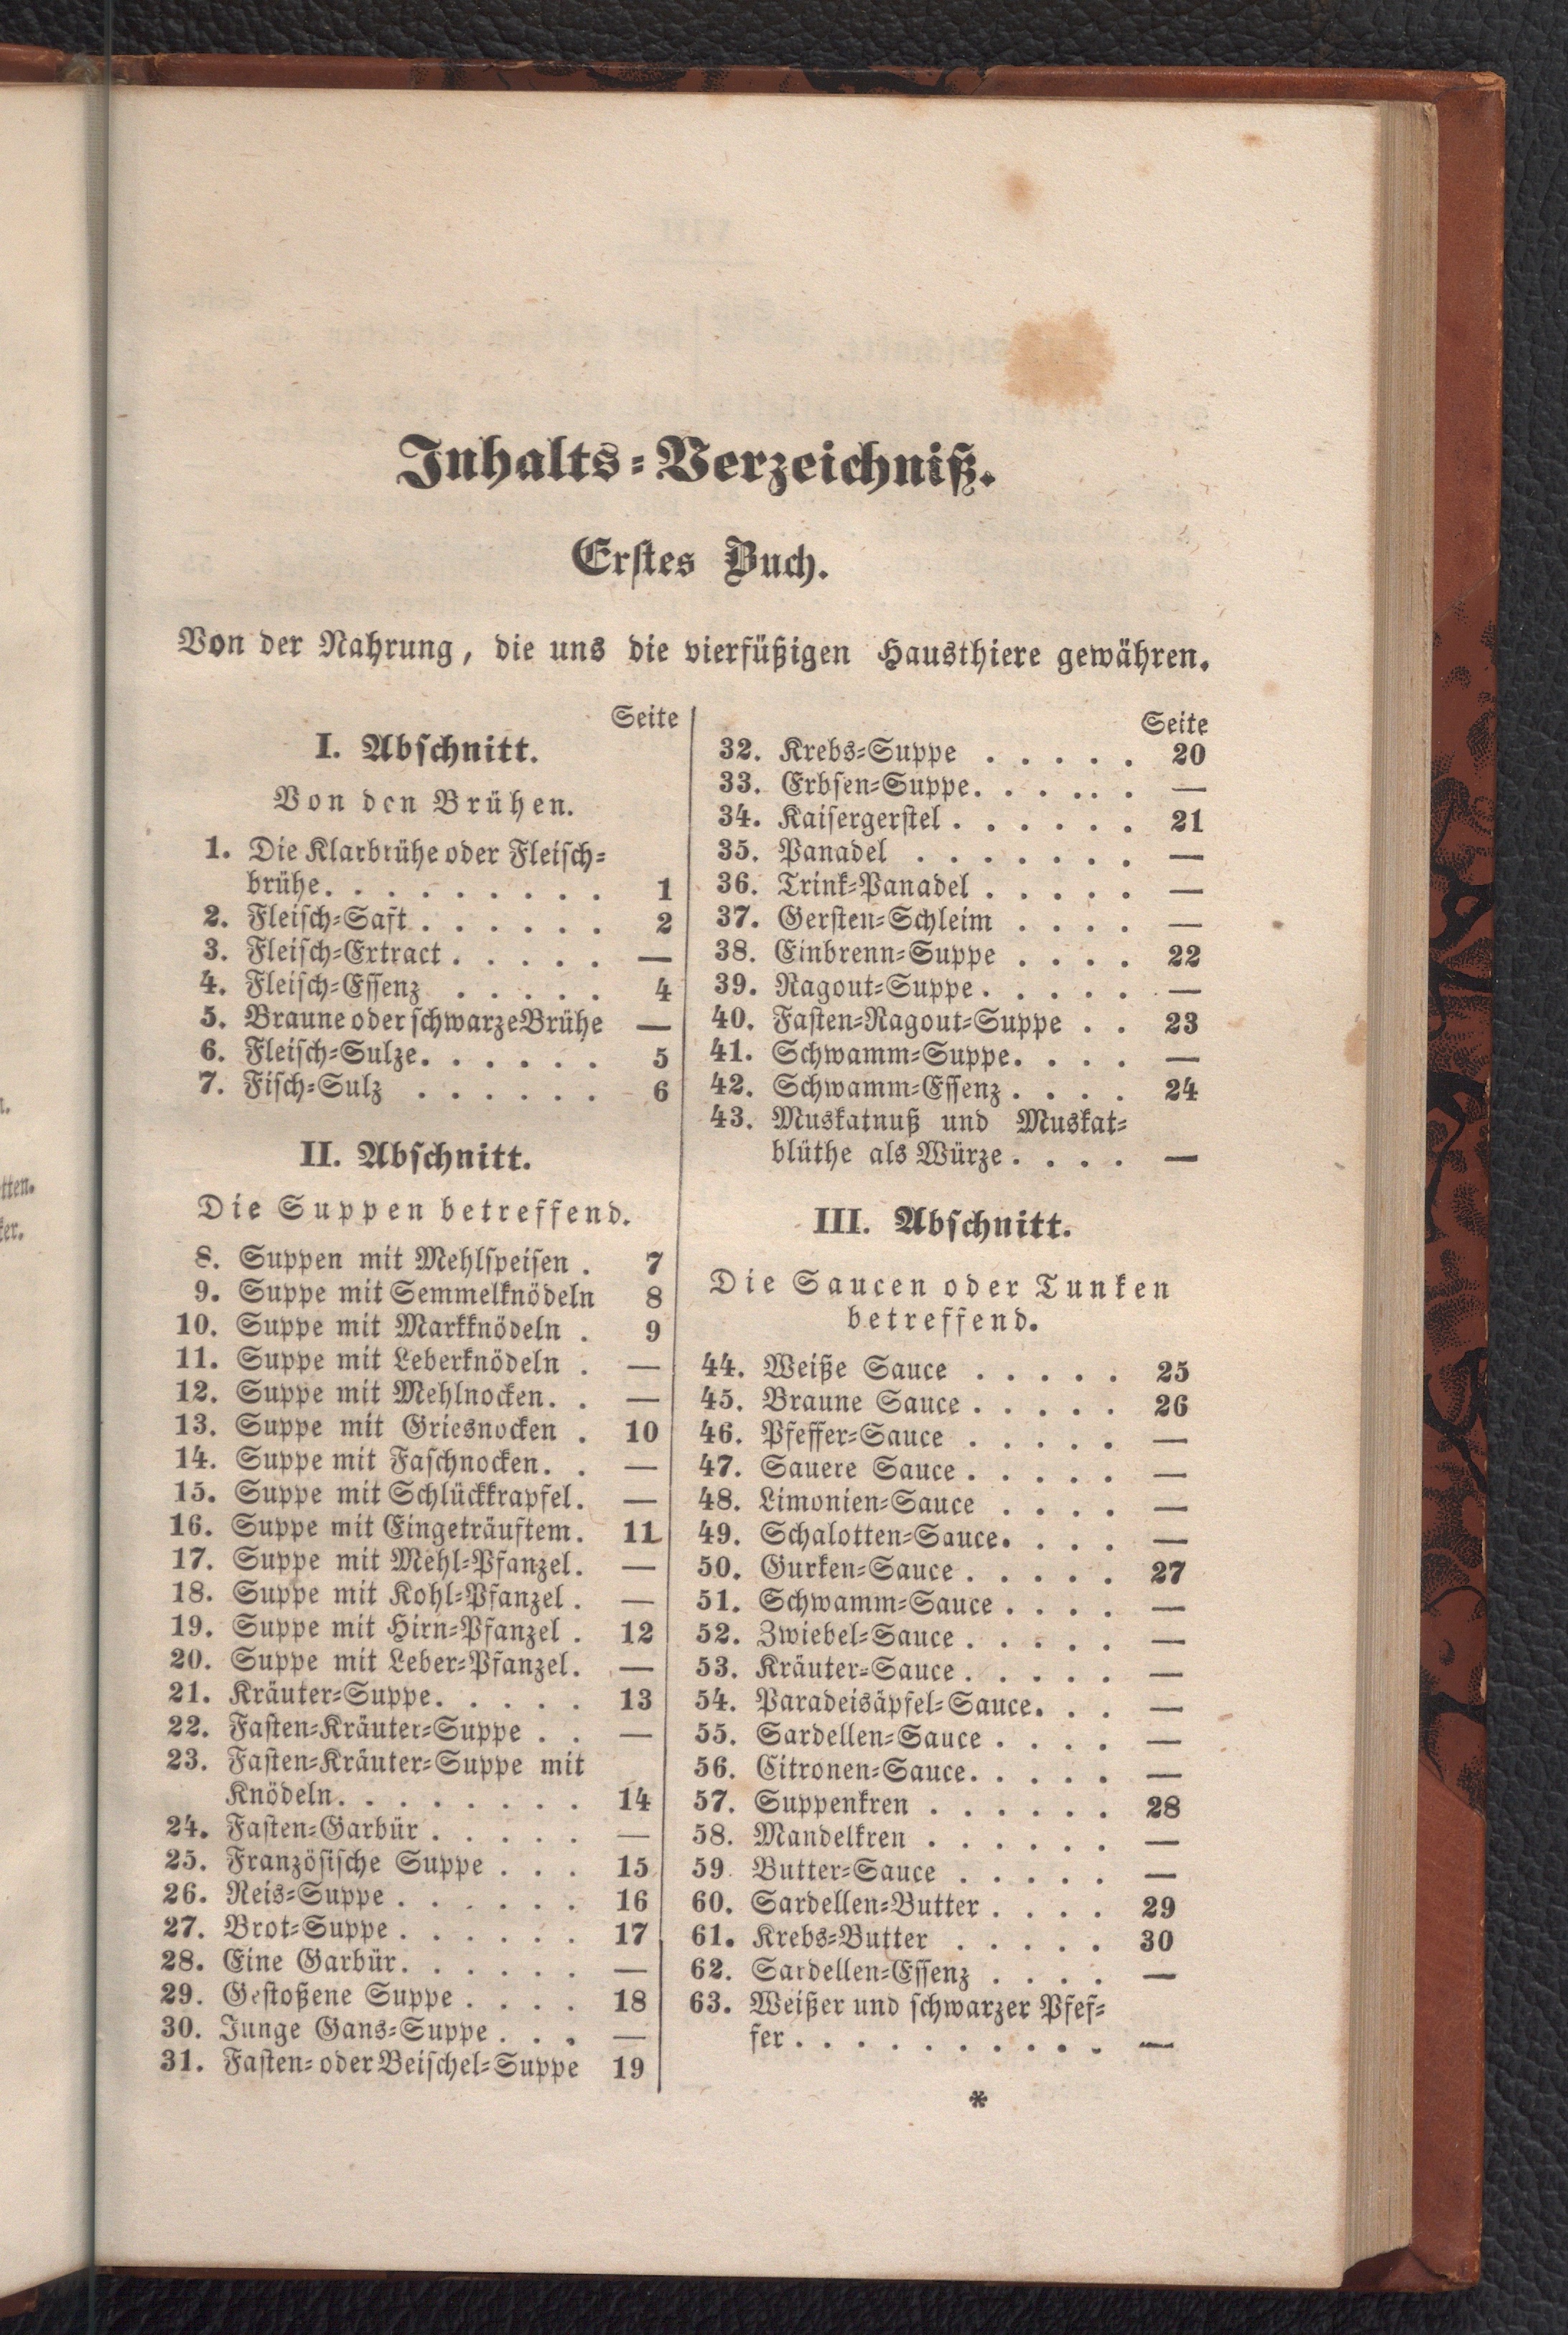 Inhalts=Verzeichniß.
Erstes Buch.
Von der Nahrung, die uns die vierfüßigen Hausthiere gewähren.
Seite
I. Abschnitt.
Von den Brühen.
1. Die Klarbrühe oder Fleisch=
brühe. . . . . . . . . 1
2. Fleisch=Saft . . . . . . 2
3. Fleisch=Extract . . . . . —
4. Fleisch=Essenz . . . . . 4
5. Braune oder schwarze Brühe —
6. Fleisch=Sulze. . . . . . 5
7. Fisch=Sulz . . . . . . 6
II. Abschnitt.
Die Suppen betreffend.
8. Suppen mit Mehlspeisen . 7
9. Suppe mit Semmelknödeln 8
10. Suppe mit Markknödeln . 9
11. Suppe mit Leberknödeln . —
12. Suppe mit Mehlnocken. . —
13. Suppe mit Griesnocken . 10
14. Suppe mit Faschnocken. . —
15. Suppe mit Schlückkrapfel. —
16. Suppe mit Eingeträuftem. 11
17. Suppe mit Mehl=Pfanzel. —
18. Suppe mit Kohl=Pfanzel . —
19. Suppe mit Hirn=Pfanzel . 12
20. Suppe mit Leber=Pfanzel. —
21. Kräuter=Suppe. . . . . 13
22. Fasten=Kräuter=Suppe . . —
23. Fasten=Kräuter=Suppe mit
Knödeln. . . . . . . . 14
24. Fasten=Garbür . . . . . —
25. Französische Suppe . . . 15
26. Reis=Suppe . . . . . . 16
27. Brot=Suppe . . . . . . 17
28. Eine Garbür. . . . . . —
29. Gestoßene Suppe . . . . 18
30. Junge Gans=Suppe . . . —
31. Fasten= oder Beischel=Suppe 19
Seite
32. Krebs=Suppe . . . . . 20
33. Erbsen=Suppe. . . . . . —
34. Kaisergerstel . . . . . . 21
35. Panadel . . . . . . . —
36. Trink=Panadel . . . . . —
37. Gersten=Schleim . . . . —
38. Einbrenn=Suppe . . . . 22
39. Ragout=Suppe . . . . . —
40. Fasten=Ragout=Suppe . . 23
41. Schwamm=Suppe. . . . —
42. Schwamm=Essenz . . . . 24
43. Muskatnuß und Muskat=
blüthe als Würze . . . . —
III. Abschnitt.
Die Saucen oder Tunken
betreffend.
44. Weiße Sauce . . . . . 25
45. Braune Sauce . . . . . 26
46. Pfeffer=Sauce . . . . . —
47. Sauere Sauce . . . . . —
48. Limonien=Sauce . . . . —
49. Schalotten=Sauce. . . . —
50. Gurken=Sauce . . . . . 27
51. Schwamm=Sauce . . . . —
52. Zwiebel=Sauce . . . . . —
53. Kräuter=Sauce . . . . . —
54. Paradeisäpfel=Sauce. . . —
55. Sardellen=Sauce . . . . —
56. Citronen=Sauce. . . . . —
57. Suppenkren . . . . . . 28
58. Mandelkren . . . . . . —
59 Butter=Sauce . . . . . —
60. Sardellen=Butter . . . . 29
61. Krebs=Butter . . . . . 30
62. Sardellen=Essenz . . . . —
63. Weißer und schwarzer Pfef=
fer . . . . . . . . . . —
*